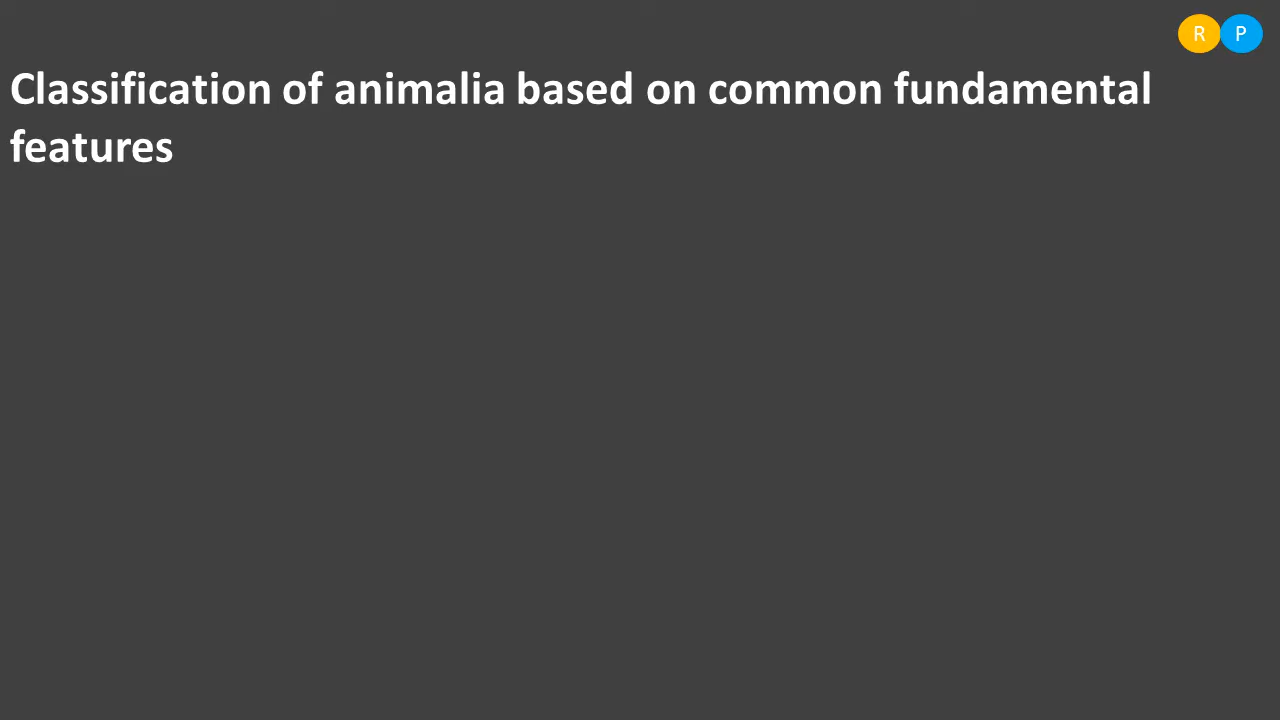 R P
Classification of animalia based on common fundamental
features